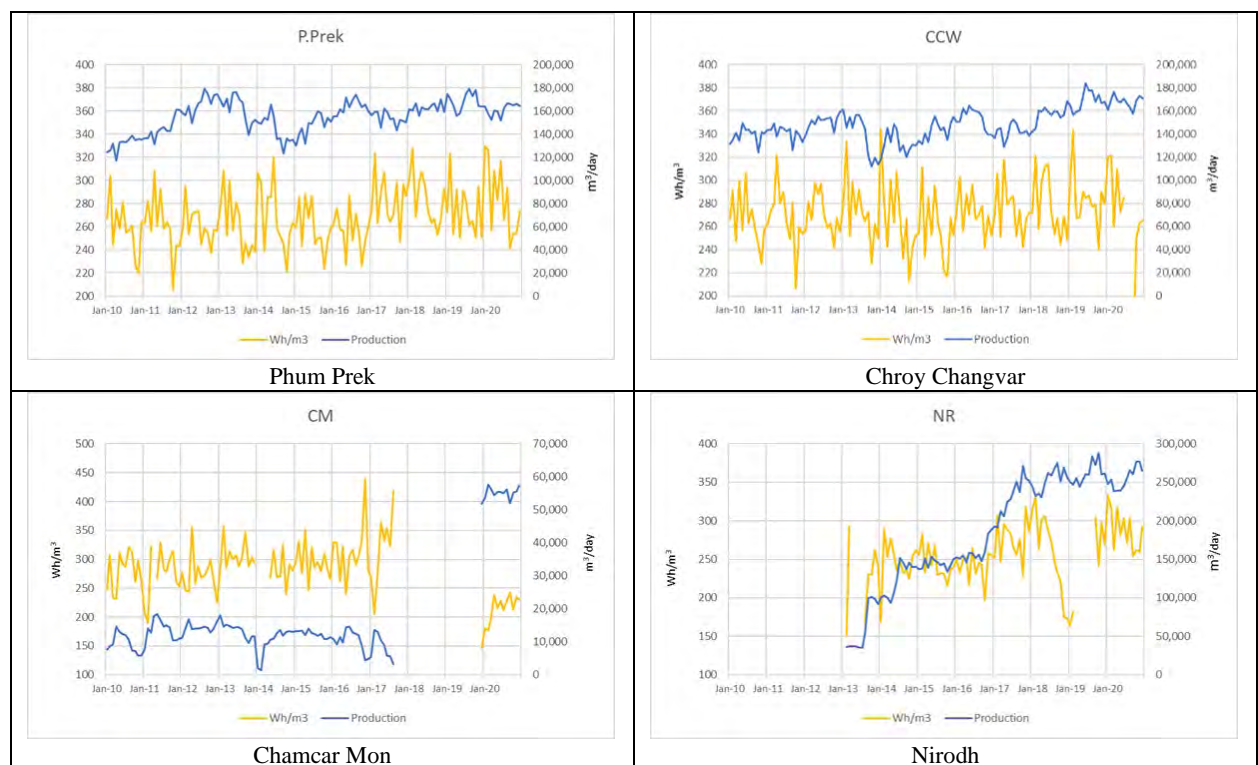 P.Prek
400 200,000
380 180,000
360 160,000
340 140,000
320 120,000
300 100,000
280 80,000
260 60,000
240 40,000
220 20,000
200 0
Wh/m³
m³/day
Jan-10 Jan-11 Jan-12 Jan-13 Jan-14 Jan-15 Jan-16 Jan-17 Jan-18 Jan-19 Jan-20
Wh/m3 Production
Phum Prek
CCW
400 200,000
380 180,000
360 160,000
340 140,000
320 120,000
300 100,000
280 80,000
260 60,000
240 40,000
220 20,000
200 0
Wh/m³
m³/day
Jan-10 Jan-11 Jan-12 Jan-13 Jan-14 Jan-15 Jan-16 Jan-17 Jan-18 Jan-19 Jan-20
Wh/m3 Production
Chroy Changvar
CM
500 70,000
450 60,000
400 50,000
350 40,000
300 30,000
250 20,000
200 10,000
150 0
100
Wh/m³
m³/day
Jan-10 Jan-11 Jan-12 Jan-13 Jan-14 Jan-15 Jan-16 Jan-17 Jan-18 Jan-19 Jan-20
Wh/m3 Production
Chamcar Mon
NR
400 300,000
350 250,000
300 200,000
250 150,000
200 100,000
150 50,000
100 0
Wh/m³
m³/day
Jan-10 Jan-11 Jan-12 Jan-13 Jan-14 Jan-15 Jan-16 Jan-17 Jan-18 Jan-19 Jan-20
Wh/m3 Production
Nirodh